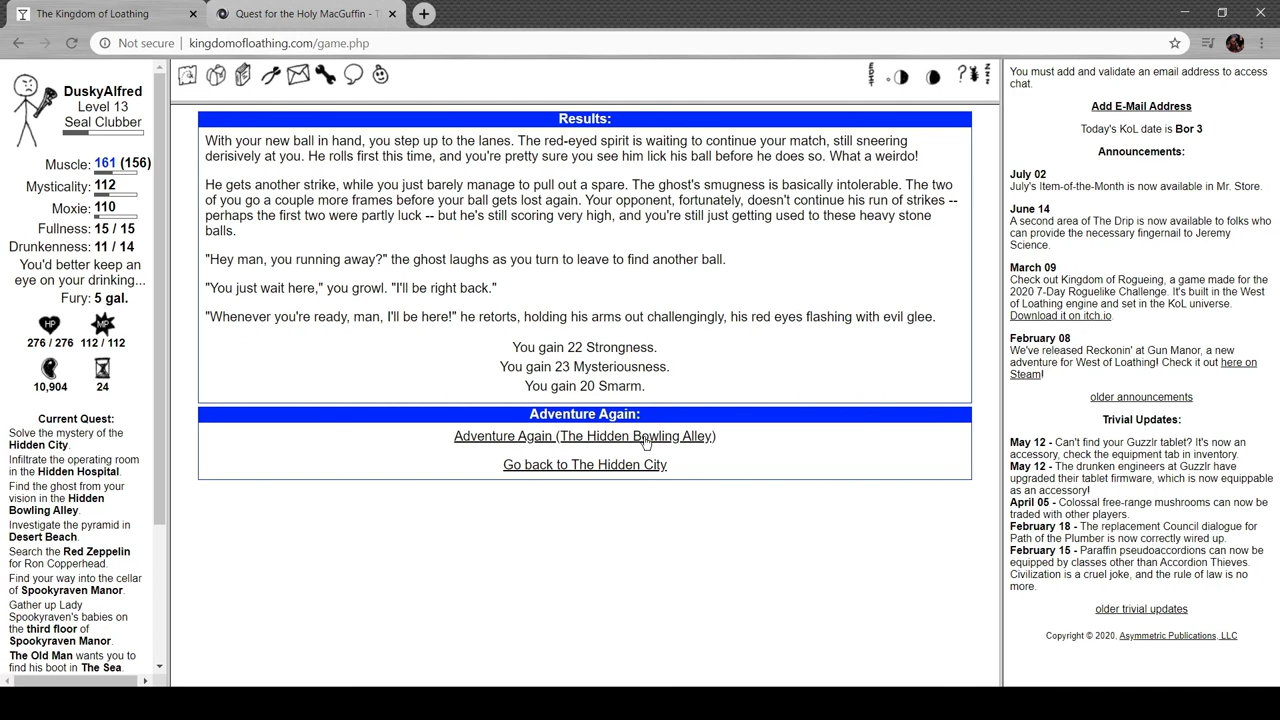 The Kingdom of Loathing
Quest for the Holy MacGuffin - T
Not secure | kingdomofloathing.com/game.php
DuskyAlfred
Level 13
Seal Clubber
Muscle: 161 (156)
Mysticality: 112
Moxie: 110
Fullness: 15 / 15
Drunkenness: 11 / 14
You'd better keep an
eye on your drinking...
Fury: 5 gal.
HP
MP
276 / 276 112 / 112
10,904 24
Current Quest:
Solve the mystery of the
Hidden City.
Infiltrate the operating room
in the Hidden Hospital.
Find the ghost from your
vision in the Hidden
Bowling Alley.
Investigate the pyramid in
Desert Beach.
Search the Red Zeppelin
for Ron Copperhead.
Find your way into the cellar
of Spookyraven Manor.
Gather up Lady
Spookyraven's babies on
the third floor of
Spookyraven Manor.
The Old Man wants you to
find his boot in The Sea.
Results:
With your new ball in hand, you step up to the lanes. The red-eyed spirit is waiting to continue your match, still sneering
derisively at you. He rolls first this time, and you're pretty sure you see him lick his ball before he does so. What a weirdo!
He gets another strike, while you just barely manage to pull out a spare. The ghost's smugness is basically intolerable. The two
of you go a couple more frames before your ball gets lost again. Your opponent, fortunately, doesn't continue his run of strikes --
perhaps the first two were partly luck -- but he's still scoring very high, and you're still just getting used to these heavy stone
balls.
"Hey man, you running away?" the ghost laughs as you turn to leave to find another ball.
"You just wait here," you growl. "I'll be right back."
"Whenever you're ready, man, I'll be here!" he retorts, holding his arms out challengingly, his red eyes flashing with evil glee.
You gain 22 Strongness.
You gain 23 Mysteriousness.
You gain 20 Smarm.
Adventure Again:
Adventure Again (The Hidden Bowling Alley)
Go back to The Hidden City
You must add and validate an email address to access
chat.
Add E-Mail Address
Today's KoL date is Bor 3
Announcements:
July 02
July's Item-of-the-Month is now available in Mr. Store.
June 14
A second area of The Drip is now available to folks who
can provide the necessary fingernail to Jeremy
Science.
March 09
Check out Kingdom of Rogueing, a game made for the
2020 7-Day Roguelike Challenge. It's built in the West
of Loathing engine and set in the KoL universe.
Download it on itch.io.
February 08
We've released Reckonin' at Gun Manor, a new
adventure for West of Loathing! Check it out here on
Steam!
older announcements
Trivial Updates:
May 12 - Can't find your Guzzlr tablet? It's now an
accessory, check the equipment tab in inventory.
May 12 - The drunken engineers at Guzzlr have
upgraded their tablet firmware, which is now equippable
as an accessory!
April 05 - Colossal free-range mushrooms can now be
traded with other players.
February 18 - The replacement Council dialogue for
Path of the Plumber is now correctly wired up.
February 15 - Paraffin pseudoaccordions can now be
equipped by classes other than Accordion Thieves.
Civilization is a cruel joke, and the rule of law is no
more.
older trivial updates
Copyright © 2020, Asymmetric Publications, LLC